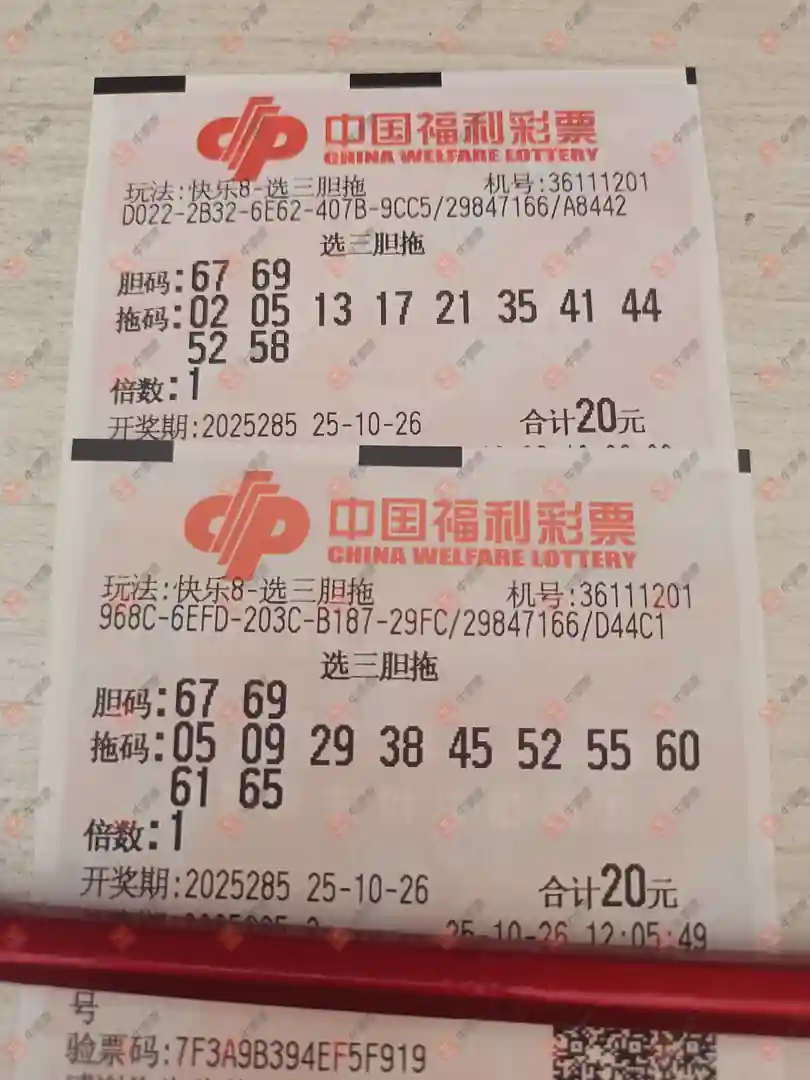 中国福利彩票
CHINA WELFARE LOTTERY
玩法:快乐8-选三胆拖 机号:36111201
D022-2B32-6E62-407B-9CC5/29847166/A8442
选三胆拖
胆码:67 69
拖码:02 05 13 17 21 35 41 44
52 58
倍数:1
开奖期:2025285 25-10-26 合计20元
中国福利彩票
CHINA WELFARE LOTTERY
玩法:快乐8-选三胆拖 机号:36111201
968C-6EFD-203C-B187-29FC/29847166/D44C1
选三胆拖
胆码:67 69
拖码:05 09 29 38 45 52 55 60
61 65
倍数:1
开奖期:2025285 25-10-26 合计20元
25-10-26 12:05:49
号
验票码:7F3A9B394EF5F919